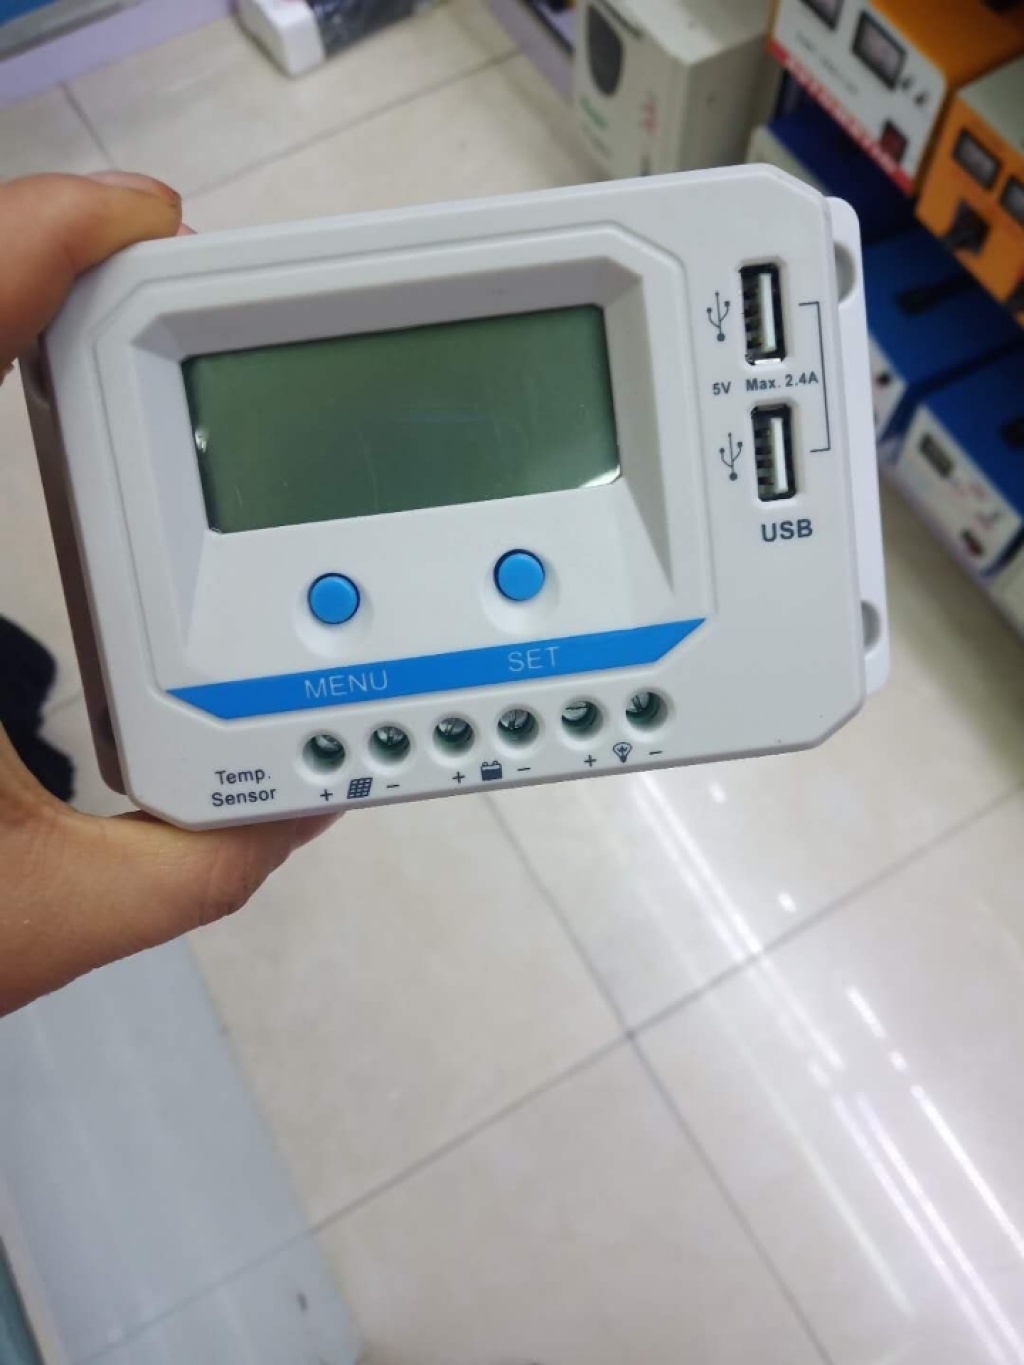 5V Max. 2.4A
USB
MENU SET
Temp.
Sensor
+ - + - + -